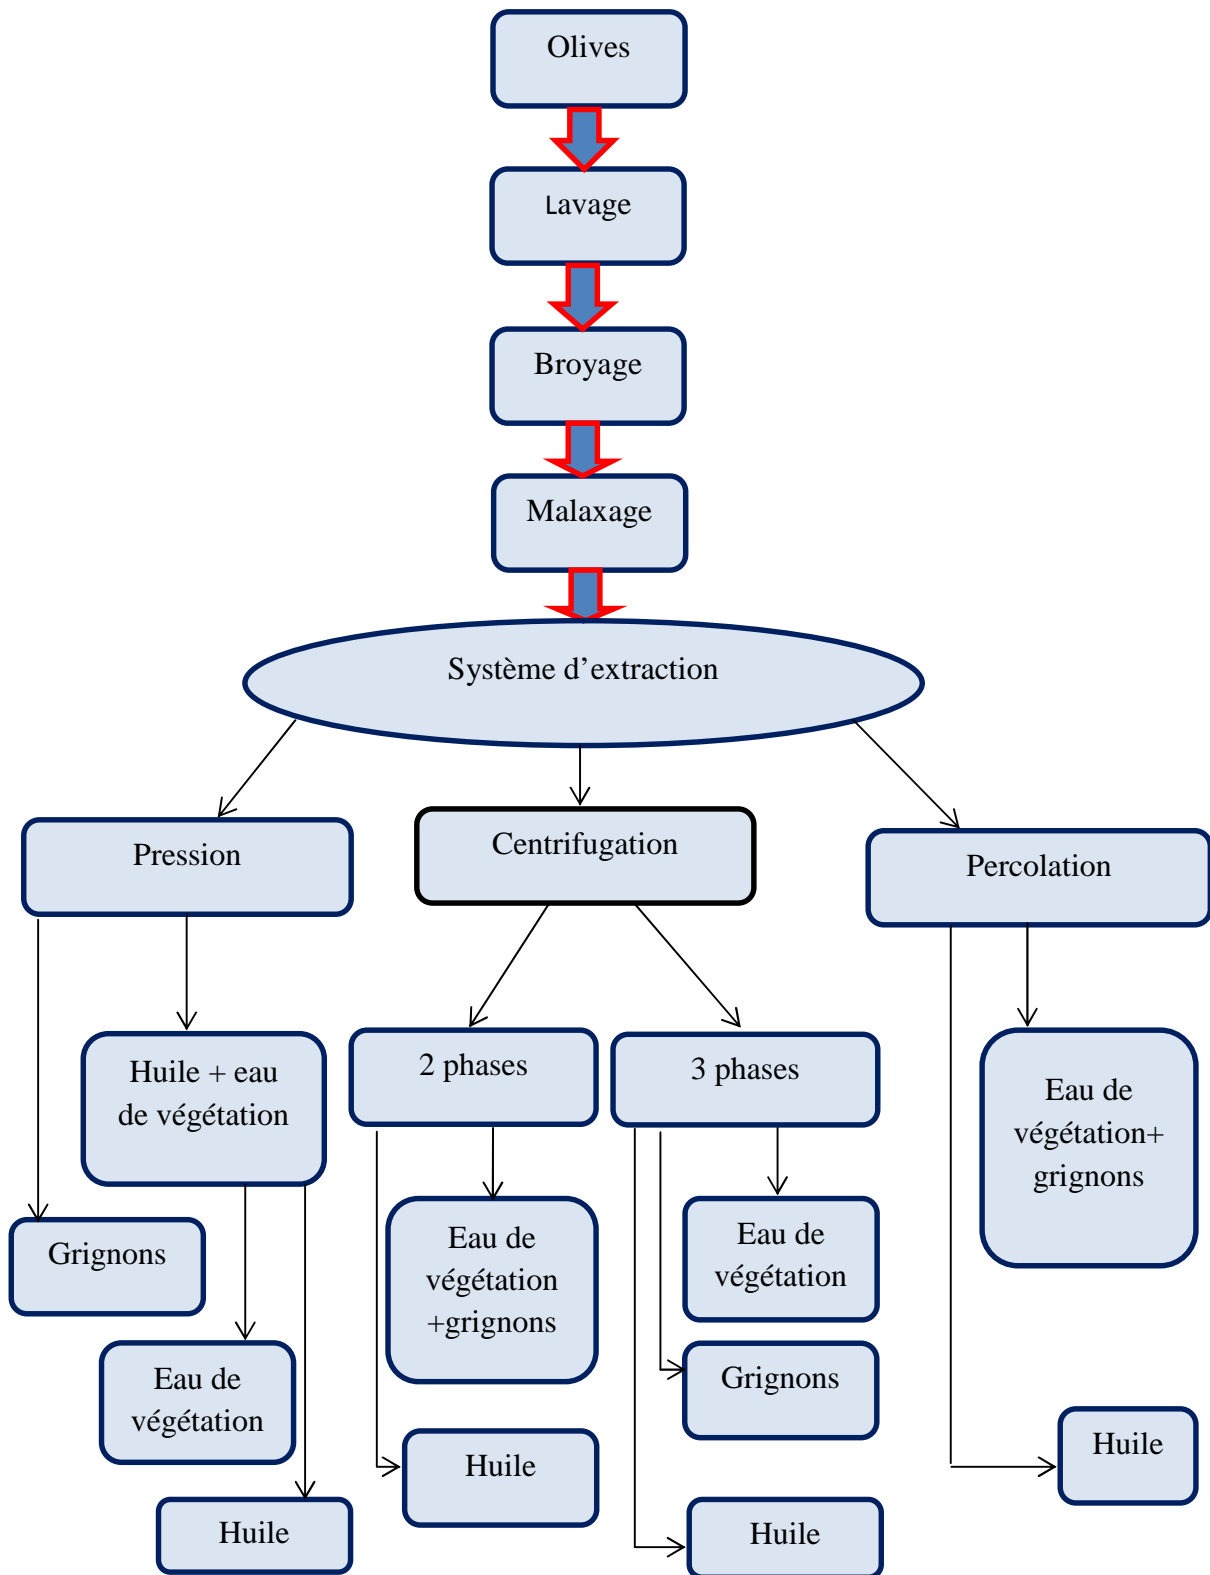 Olives
Lavage
Broyage
Malaxage
Système d’extraction
Pression
Centrifugation
Percolation
Huile + eau
de végétation
2 phases
3 phases
Eau de
végétation+
grignons
Grignons
Eau de
végétation
+grignons
Eau de
végétation
Eau de
végétation
Grignons
Huile
Huile
Huile
Huile